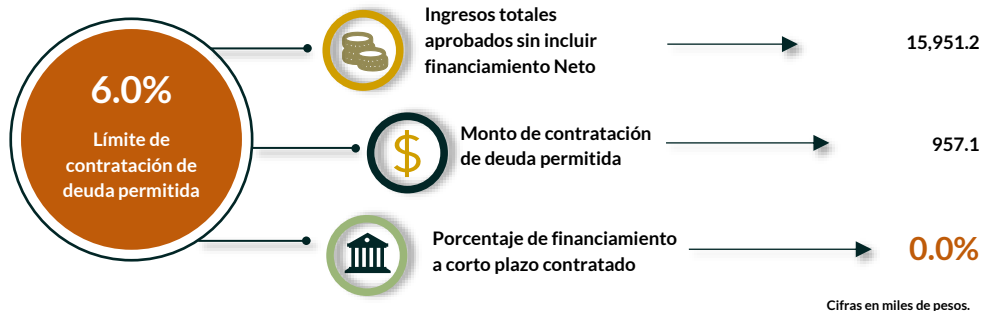 6.0%
Límite de
contratación de
deuda permitida
Ingresos totales
aprobados sin incluir
financiamiento Neto
15,951.2
$
Monto de contratación
de deuda permitida
957.1
Porcentaje de financiamiento
a corto plazo contratado
0.0%
Cifras en miles de pesos.